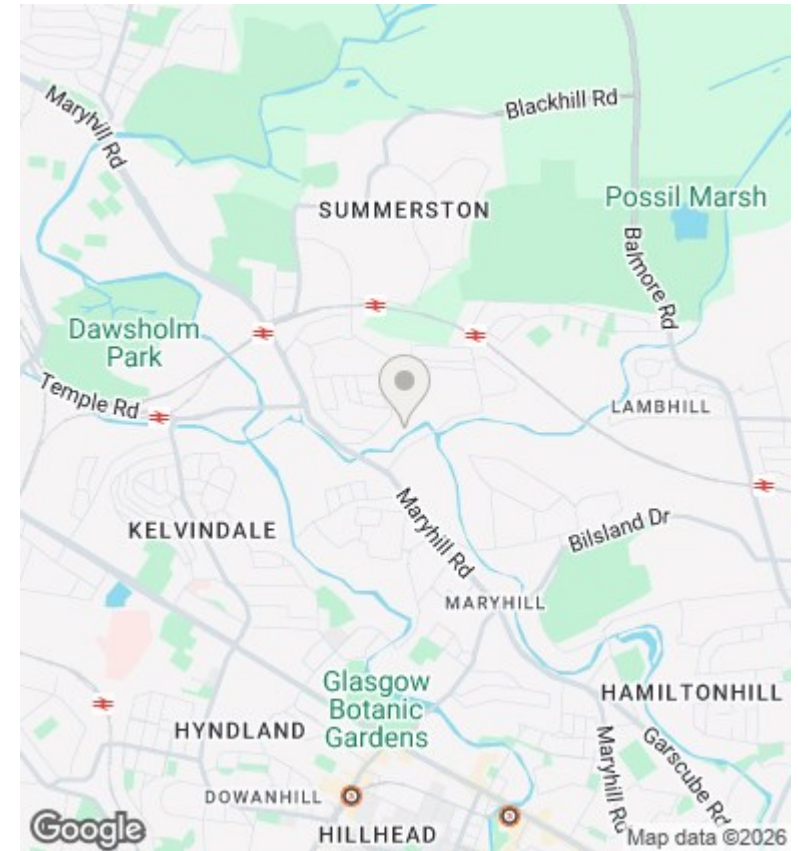 Maryhill Rd
Blackhill Rd
SUMMERSTON
Possil Marsh
Balmore Rd
Dawsholm
Park
Temple Rd
LAMBHILL
Maryhill Rd
KELVINDALE
Bilsland Dr
MARYHILL
Glasgow
Botanic
Gardens
HAMILTONHILL
HYNDLAND
Garscube Rd
Maryhill Rd
DOWANHILL
HILLHEAD
Google
Map data ©2026